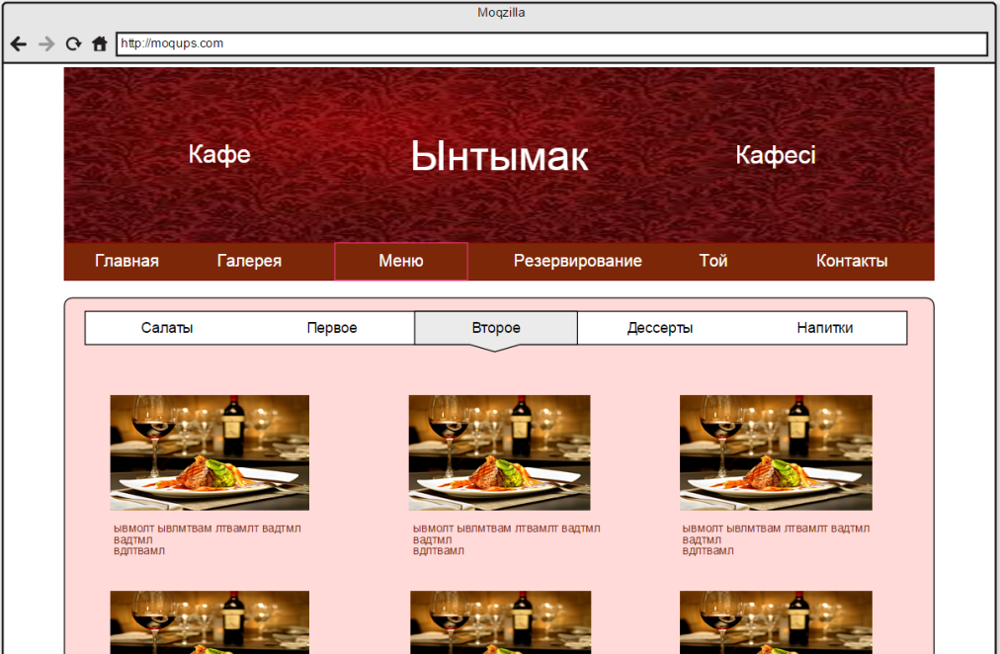 Moqzilla
http://moqups.com
Кафе
Ынтымак
Кафесі
Главная Галерея Меню Резервирование Той Контакты
Салаты Первое Второе Дессерты Напитки
ывмолт ывлмтвам лтвамлт вадтмл
вадтмл
вдлтвамл
ывмолт ывлмтвам лтвамлт вадтмл
вадтмл
вдлтвамл
ывмолт ывлмтвам лтвамлт вадтмл
вадтмл
вдлтвамл